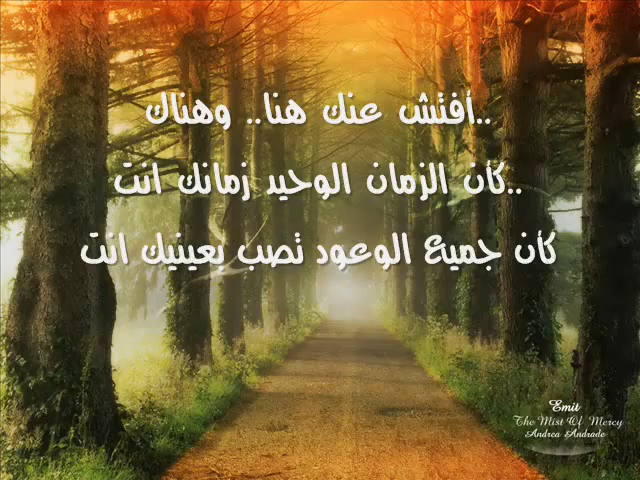 ..أفتش عنك هنا.. وهناك
..كأن الزمان الوحيد زمانك انت
كأن جميع الوعود تصب بعينيك انت
Emit
The Mist Of Mercy
Andrea Andrade